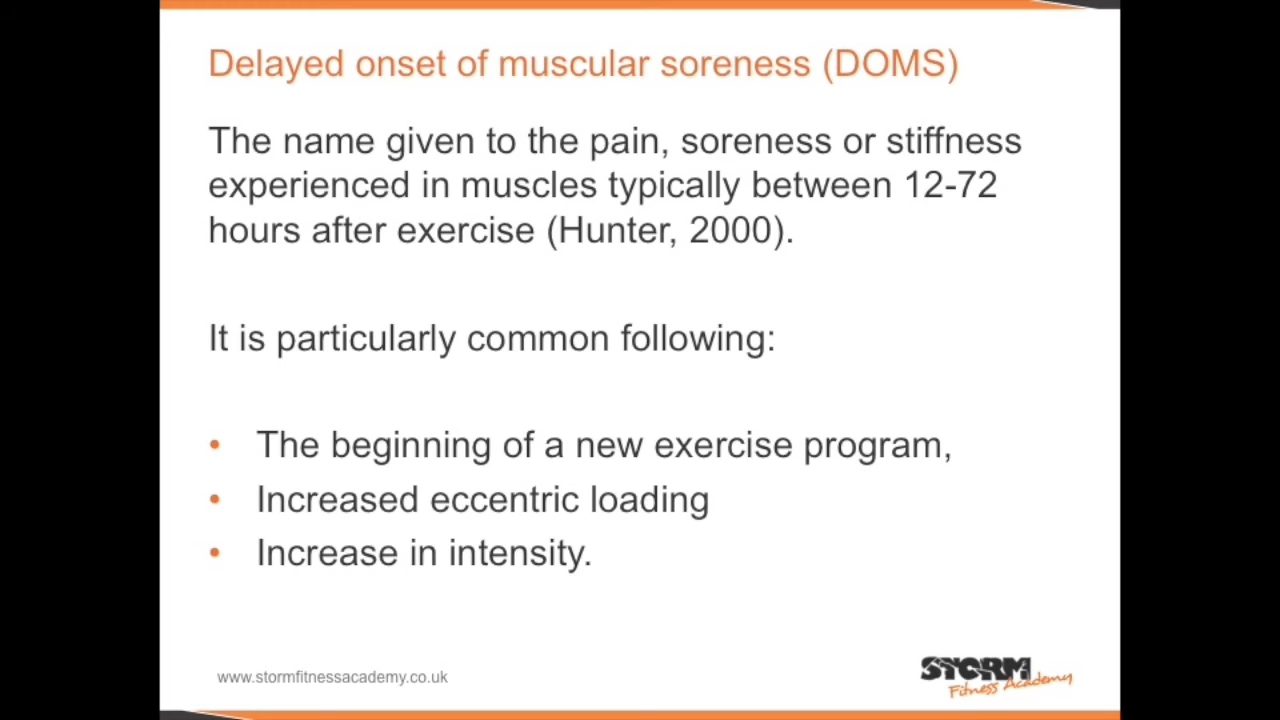 Delayed onset of muscular soreness (DOMS)
The name given to the pain, soreness or stiffness
experienced in muscles typically between 12-72
hours after exercise (Hunter, 2000).
It is particularly common following:
• The beginning of a new exercise program,
• Increased eccentric loading
• Increase in intensity.
www.stormfitnessacademy.co.uk
STORM
Fitness Academy